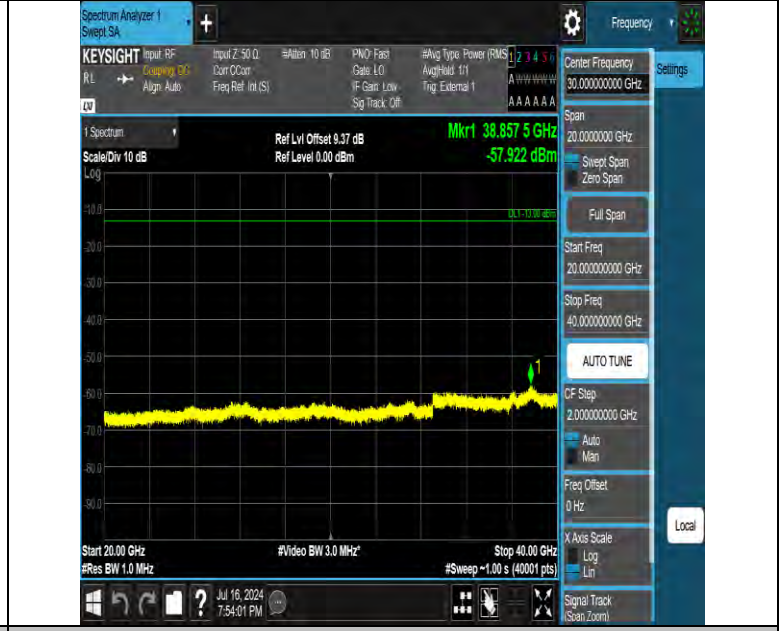 Spectrum Analyzer 1
Swept SA
+
Frequency
KEYSIGHT
Input: RF
Coupling: DC
Align: Auto
RL
LXI
Input Z: 50 Ω
Corr CCorr
Freq Ref: Int (S)
#Atten: 10 dB
PNO: Fast
Gate: LO
IF Gain: Low
Sig Track: Off
#Avg Type: Power (RMS
Avg|Hold: 1/1
Trig: External 1
1 2 3 4 5 6
A W W W W W
A A A A A A
1 Spectrum
Scale/Div 10 dB
Log
Ref Lvl Offset 9.37 dB
Ref Level 0.00 dBm
Mkr1 38.857 5 GHz
-57.922 dBm
DL1 -13.00 dBm
-10.0
-20.0
-30.0
-40.0
-50.0
-60.0
-70.0
-80.0
-90.0
1
Start 20.00 GHz
#Res BW 1.0 MHz
#Video BW 3.0 MHz*
Stop 40.00 GHz
#Sweep ~1.00 s (40001 pts)
Center Frequency
30.000000000 GHz
Settings
Span
20.0000000 GHz
Swept Span
Zero Span
Full Span
Start Freq
20.000000000 GHz
Stop Freq
40.000000000 GHz
AUTO TUNE
CF Step
2.000000000 GHz
Auto
Man
Freq Offset
0 Hz
X Axis Scale
Log
Lin
Local
Signal Track
(Span Zoom)
?
Jul 16, 2024
7:54:01 PM